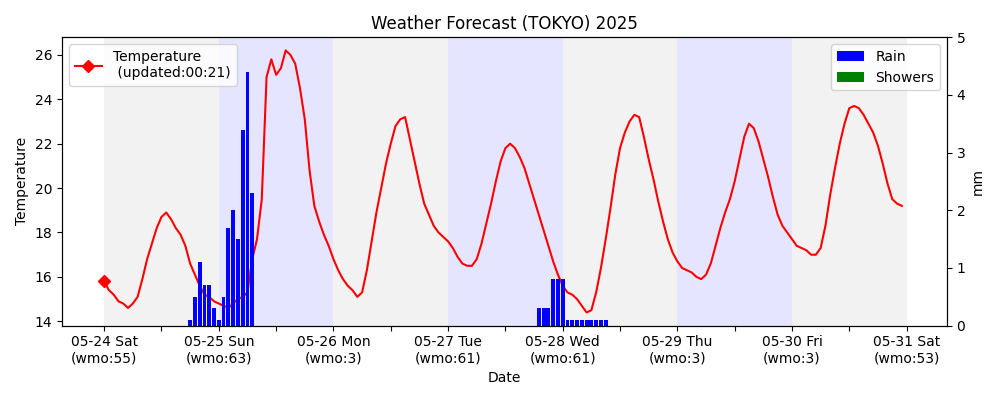 Weather Forecast (TOKYO) 2025
Temperature
(updated:00:21)
Rain
Showers
26
24
22
20
18
16
14
Temperature
5
4
3
2
1
0
mm
05-24 Sat
(wmo:55)
05-25 Sun
(wmo:63)
05-26 Mon
(wmo:3)
05-27 Tue
(wmo:61)
05-28 Wed
(wmo:61)
05-29 Thu
(wmo:3)
05-30 Fri
(wmo:3)
05-31 Sat
(wmo:53)
Date